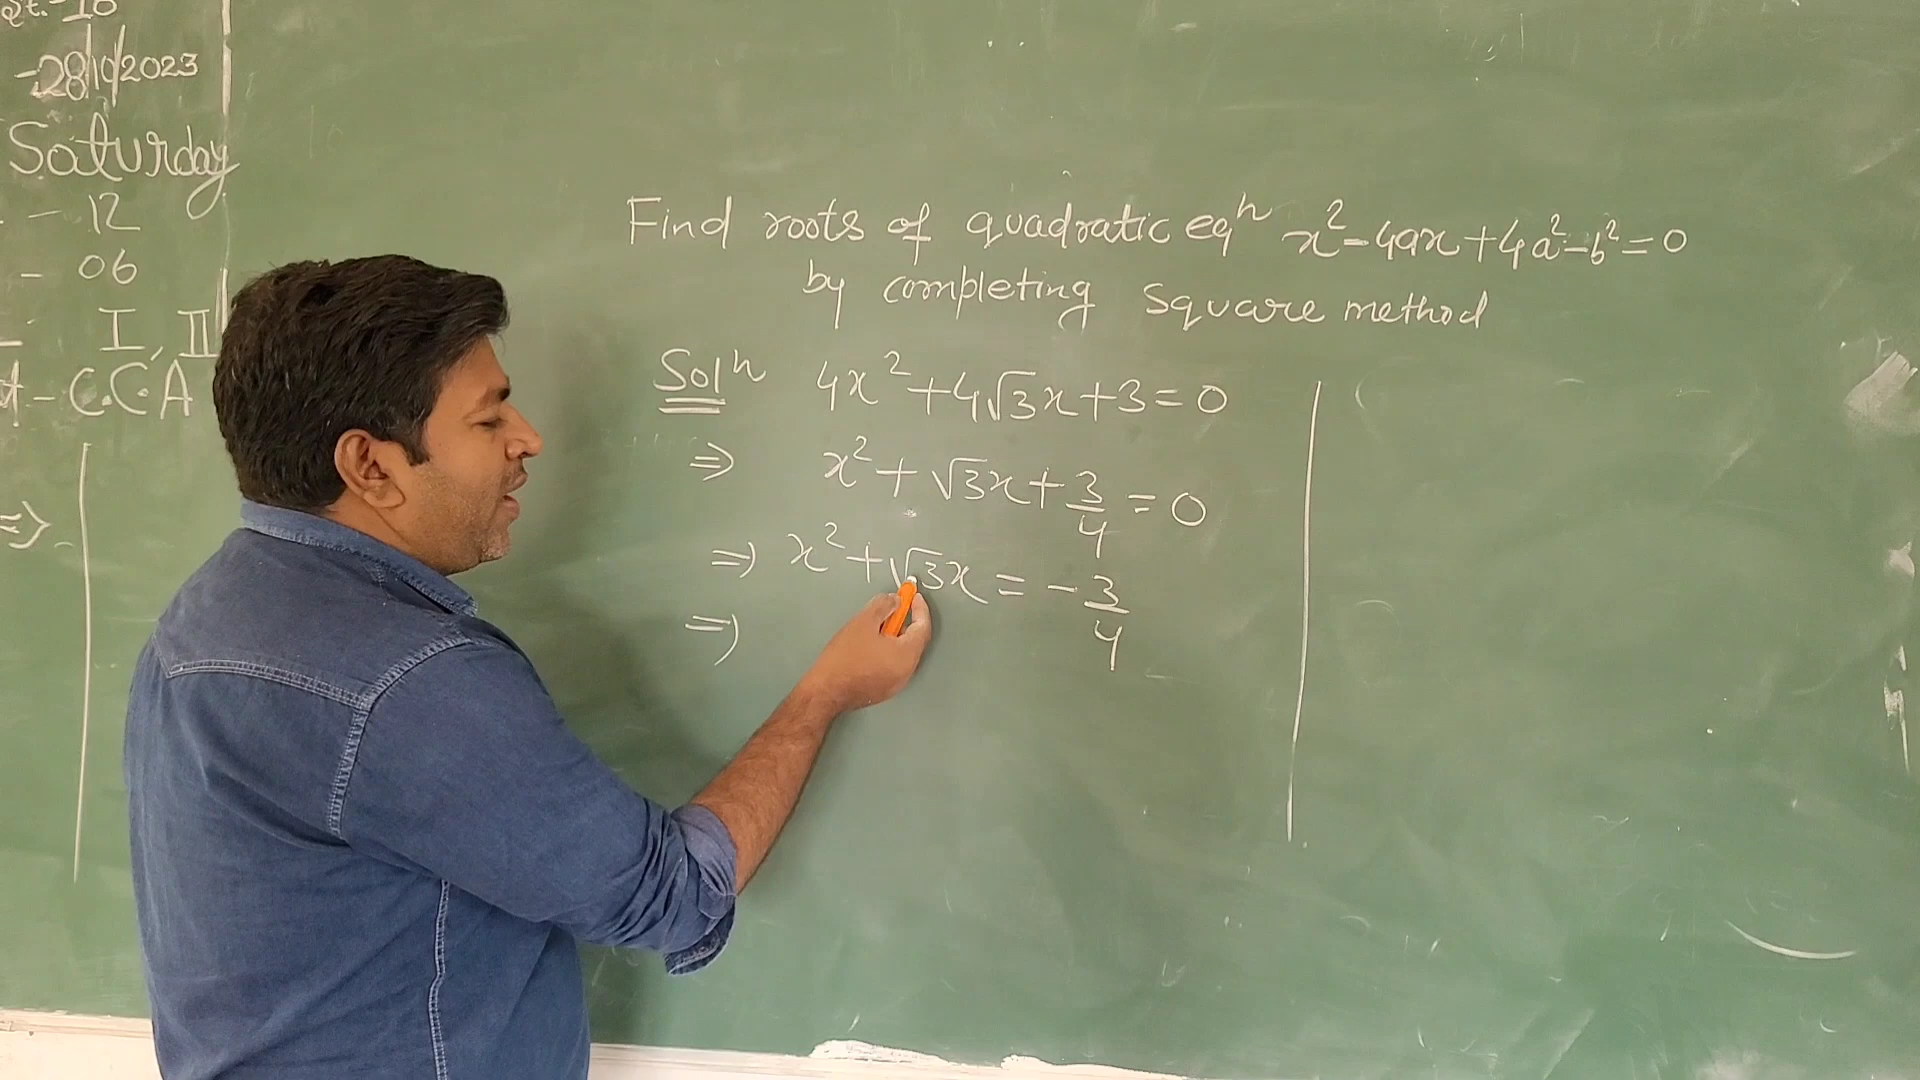 -28/10/2023
Saturday
- 12
- 06
I, II
- C.C.A
⇒
Find roots of quadratic eqⁿ x²-4ax+4a²-b²=0
by completing Square method
Solⁿ 4x²+4√3x+3=0
⇒ x²+√3x+3/4=0
⇒ x²+√3x=-3/4
⇒